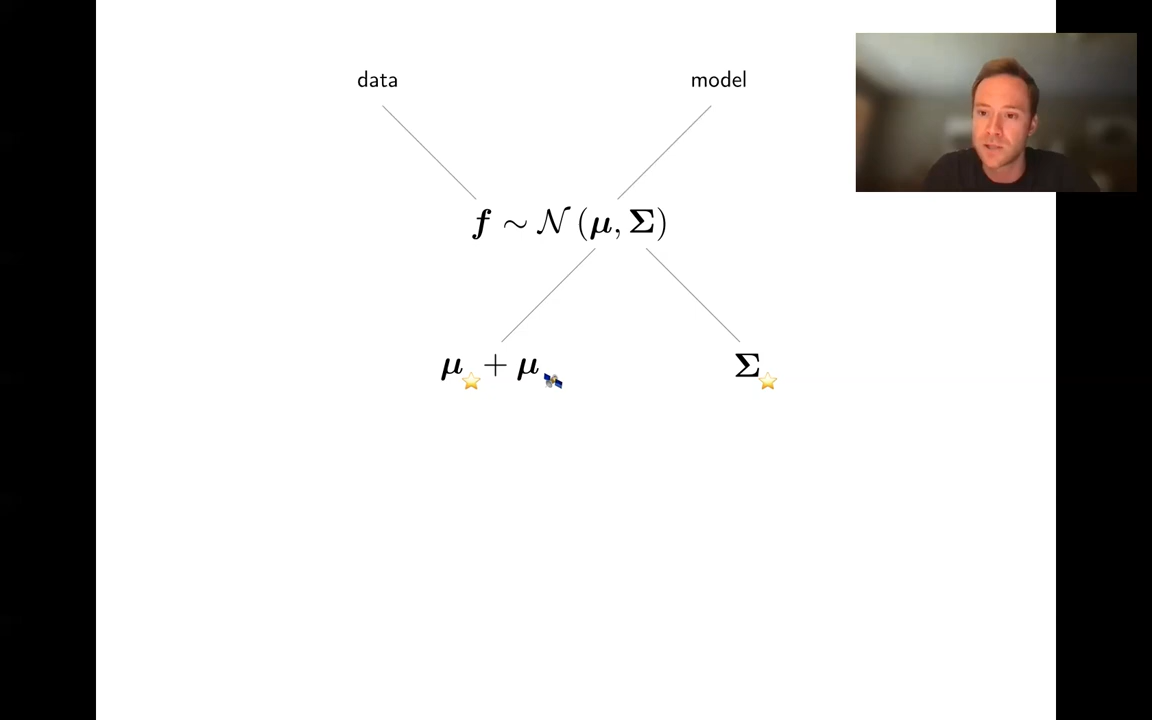 data model
𝒇 ∼ 𝒩 (𝝁, 𝚺)
𝝁⭐ + 𝝁🛰 𝚺⭐